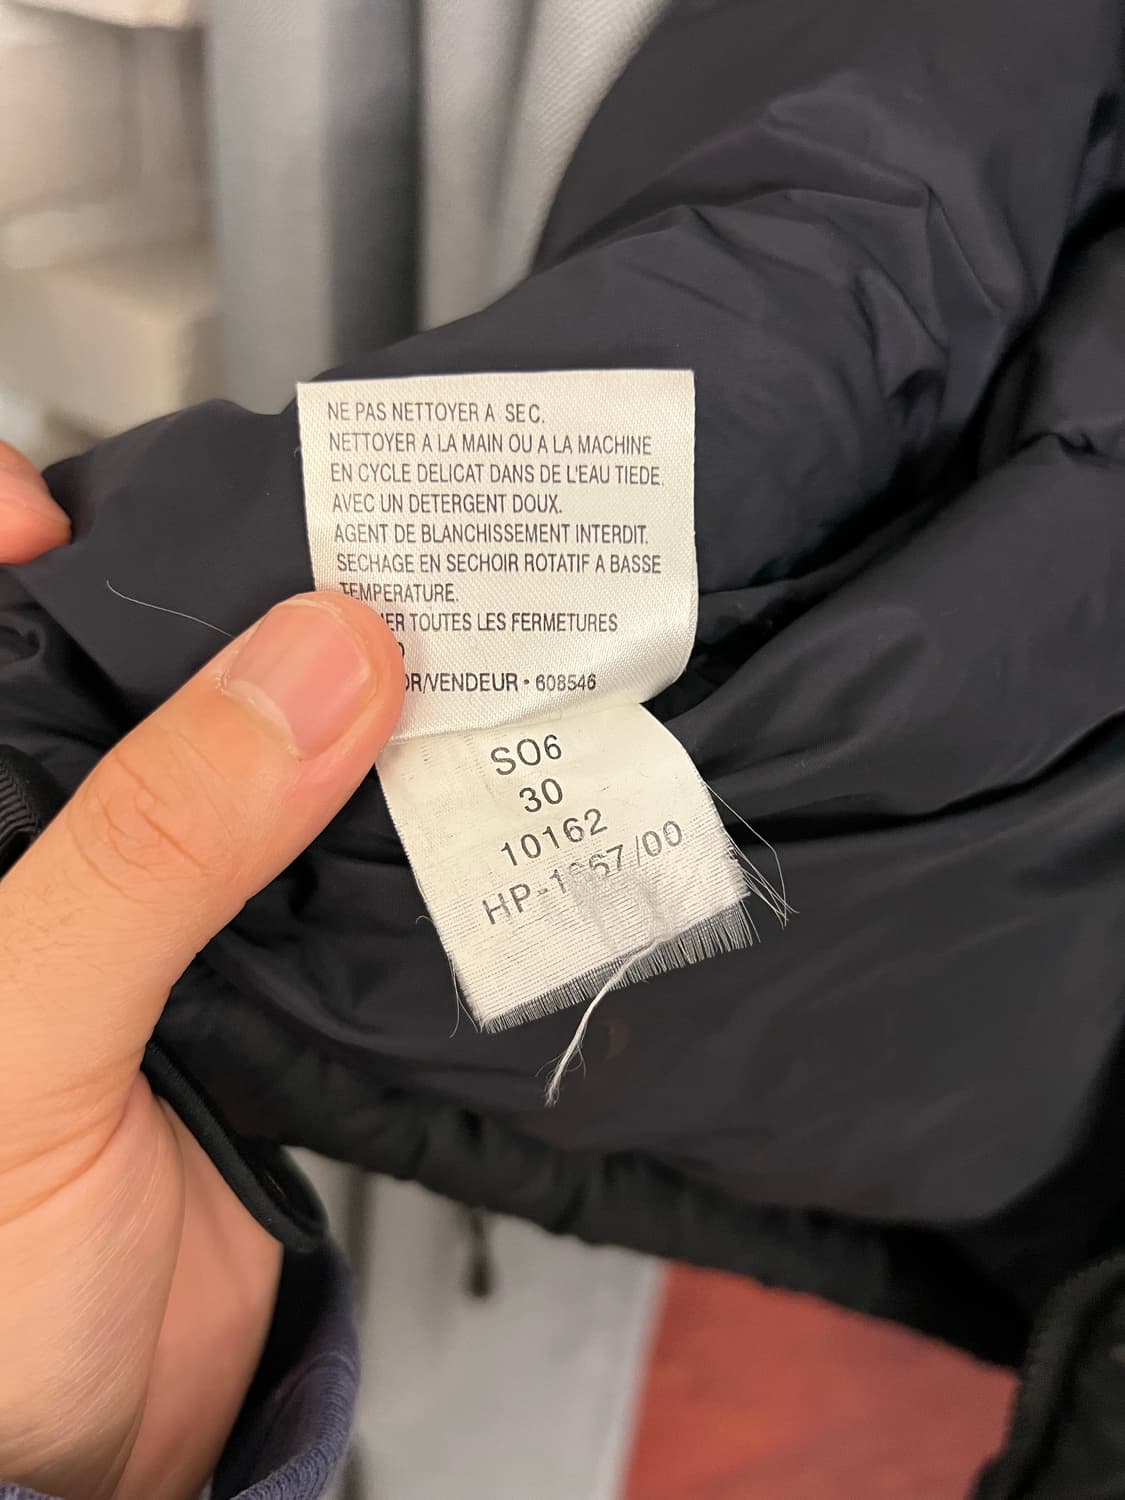 NE PAS NETTOYER A SEC.
NETTOYER A LA MAIN OU A LA MACHINE
EN CYCLE DELICAT DANS DE L'EAU TIEDE,
AVEC UN DETERGENT DOUX.
AGENT DE BLANCHISSEMENT INTERDIT.
SECHAGE EN SECHOIR ROTATIF A BASSE
TEMPERATURE.
TOUTES LES FERMETURES
/VENDEUR • 608546
SO6
30
10162